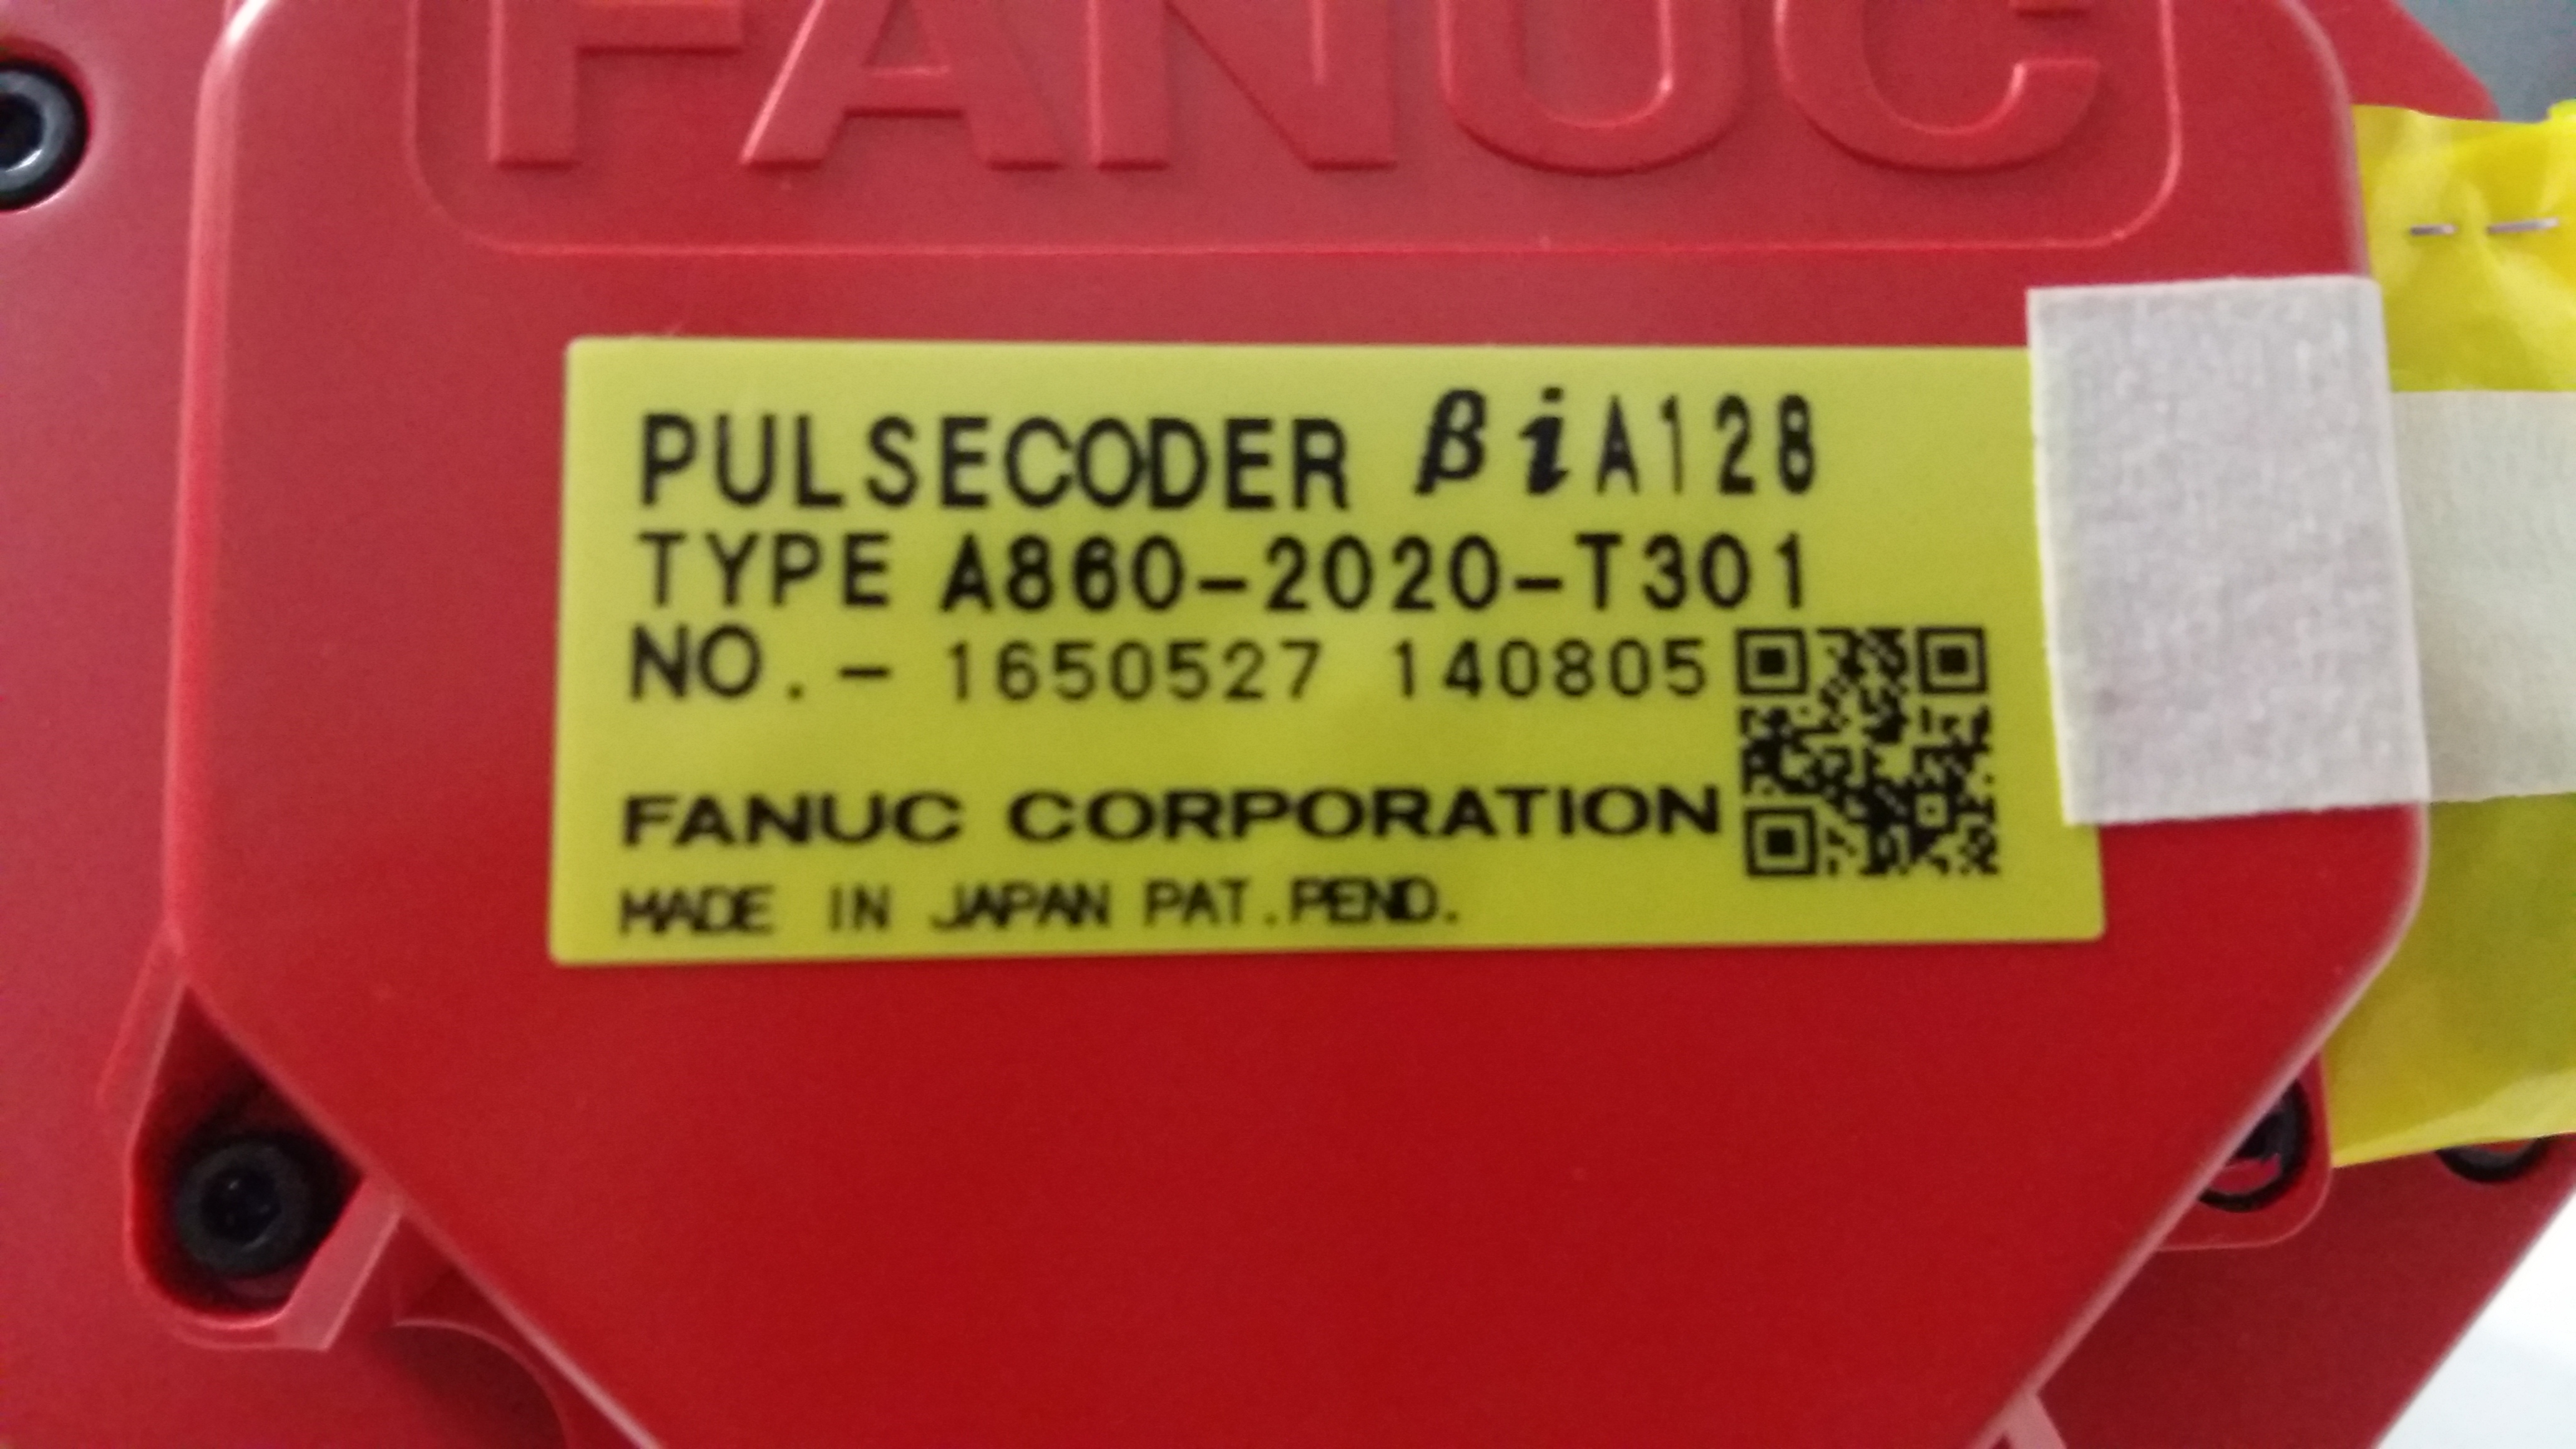 FANUC
PULSECODER βiA128
TYPE A860-2020-T301
NO.- 1650527 140805
FANUC CORPORATION
MADE IN JAPAN PAT.PEND.